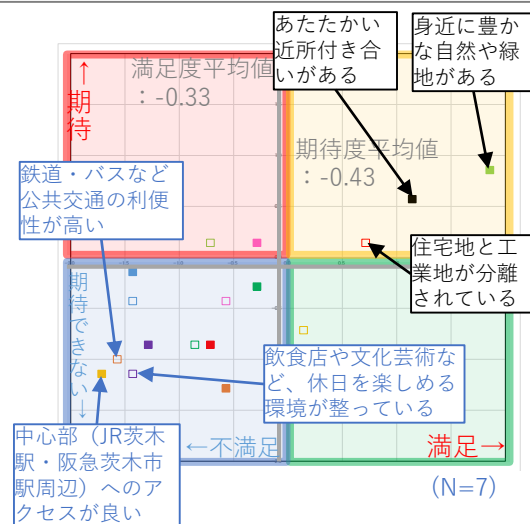 あたたかい
近所付き合
いがある
身近に豊か
な自然や緑
地がある
↑
期
待
満足度平均値
：-0.33
期待度平均値
：-0.43
鉄道・バスなど
公共交通の利便
性が高い
住宅地と工
業地が分離
されている
期
待
で
き
な
い
↓
飲食店や文化芸術な
ど、休日を楽しめる
環境が整っている
中心部（JR茨木
駅・阪急茨木市
駅周辺）へのア
クセスが良い
←不満足
満足→
(N=7)